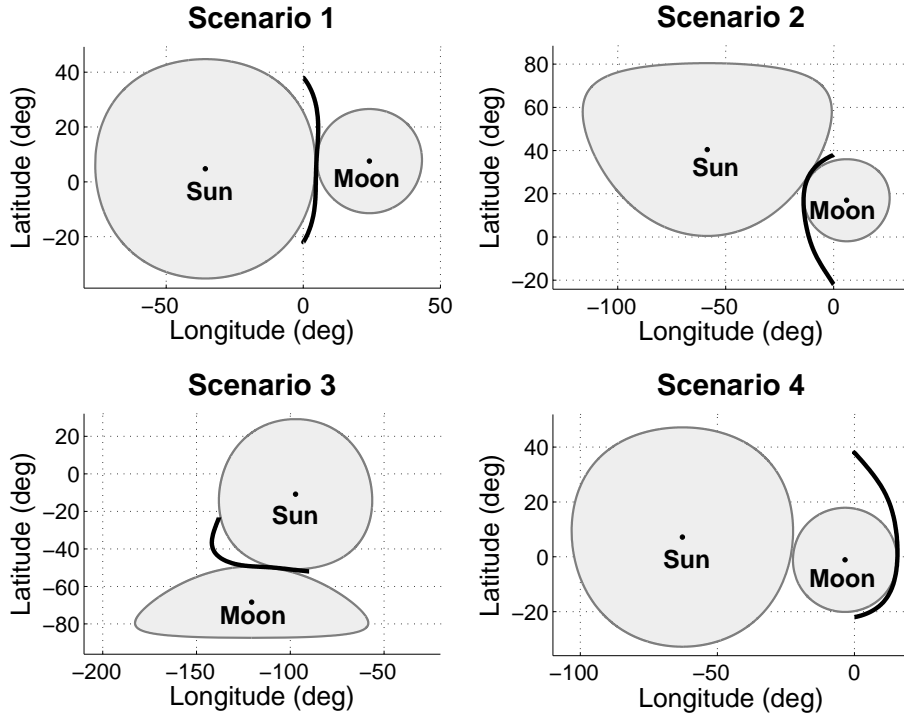 Scenario 1
Latitude (deg)
40
20
0
−20
Sun
Moon
−50
0
50
Longitude (deg)
Scenario 2
Latitude (deg)
80
60
40
20
0
−20
Sun
Moon
−100
−50
0
Longitude (deg)
Scenario 3
Latitude (deg)
20
0
−20
−40
−60
−80
Sun
Moon
−200
−150
−100
−50
Longitude (deg)
Scenario 4
Latitude (deg)
40
20
0
−20
Sun
Moon
−100
−50
0
Longitude (deg)